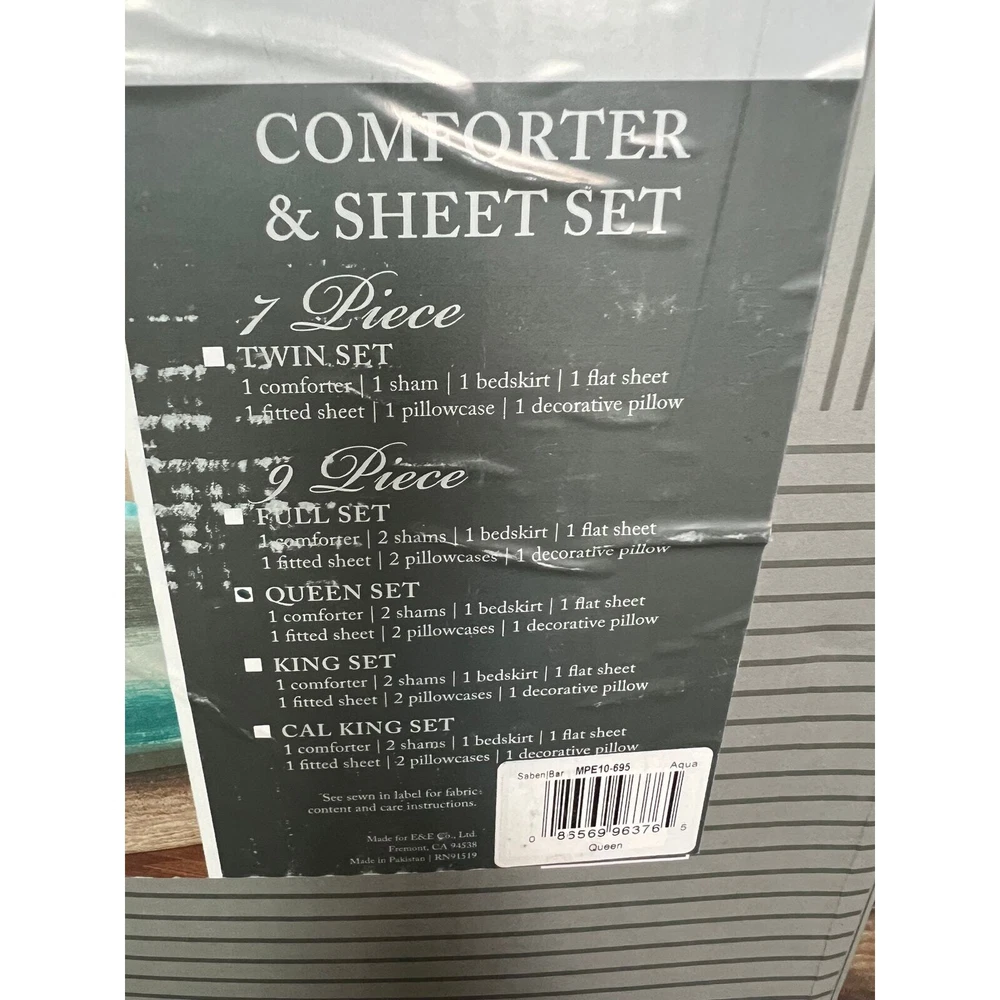 COMFORTER
& SHEET SET
7 Piece
TWIN SET
1 comforter | 1 sham | 1 bedskirt | 1 flat sheet
1 fitted sheet | 1 pillowcase | 1 decorative pillow
9 Piece
FULL SET
1 comforter | 2 shams | 1 bedskirt | 1 flat sheet
1 fitted sheet | 2 pillowcases | 1 decorative pillow
QUEEN SET
1 comforter | 2 shams | 1 bedskirt | 1 flat sheet
1 fitted sheet | 2 pillowcases | 1 decorative pillow
KING SET
1 comforter | 2 shams | 1 bedskirt | 1 flat sheet
1 fitted sheet | 2 pillowcases | 1 decorative pillow
CAL KING SET
1 comforter | 2 shams | 1 bedskirt | 1 flat sheet
1 fitted sheet | 2 pillowcases | 1 decorative pillow
*See sewn in label for fabric
content and care instructions.
Made for E&E Co., Ltd.
Fremont, CA 94538
Made in Pakistan | RN91519
Saben|Bar MPE10-695 Aqua
0 86569 96376 5
Queen